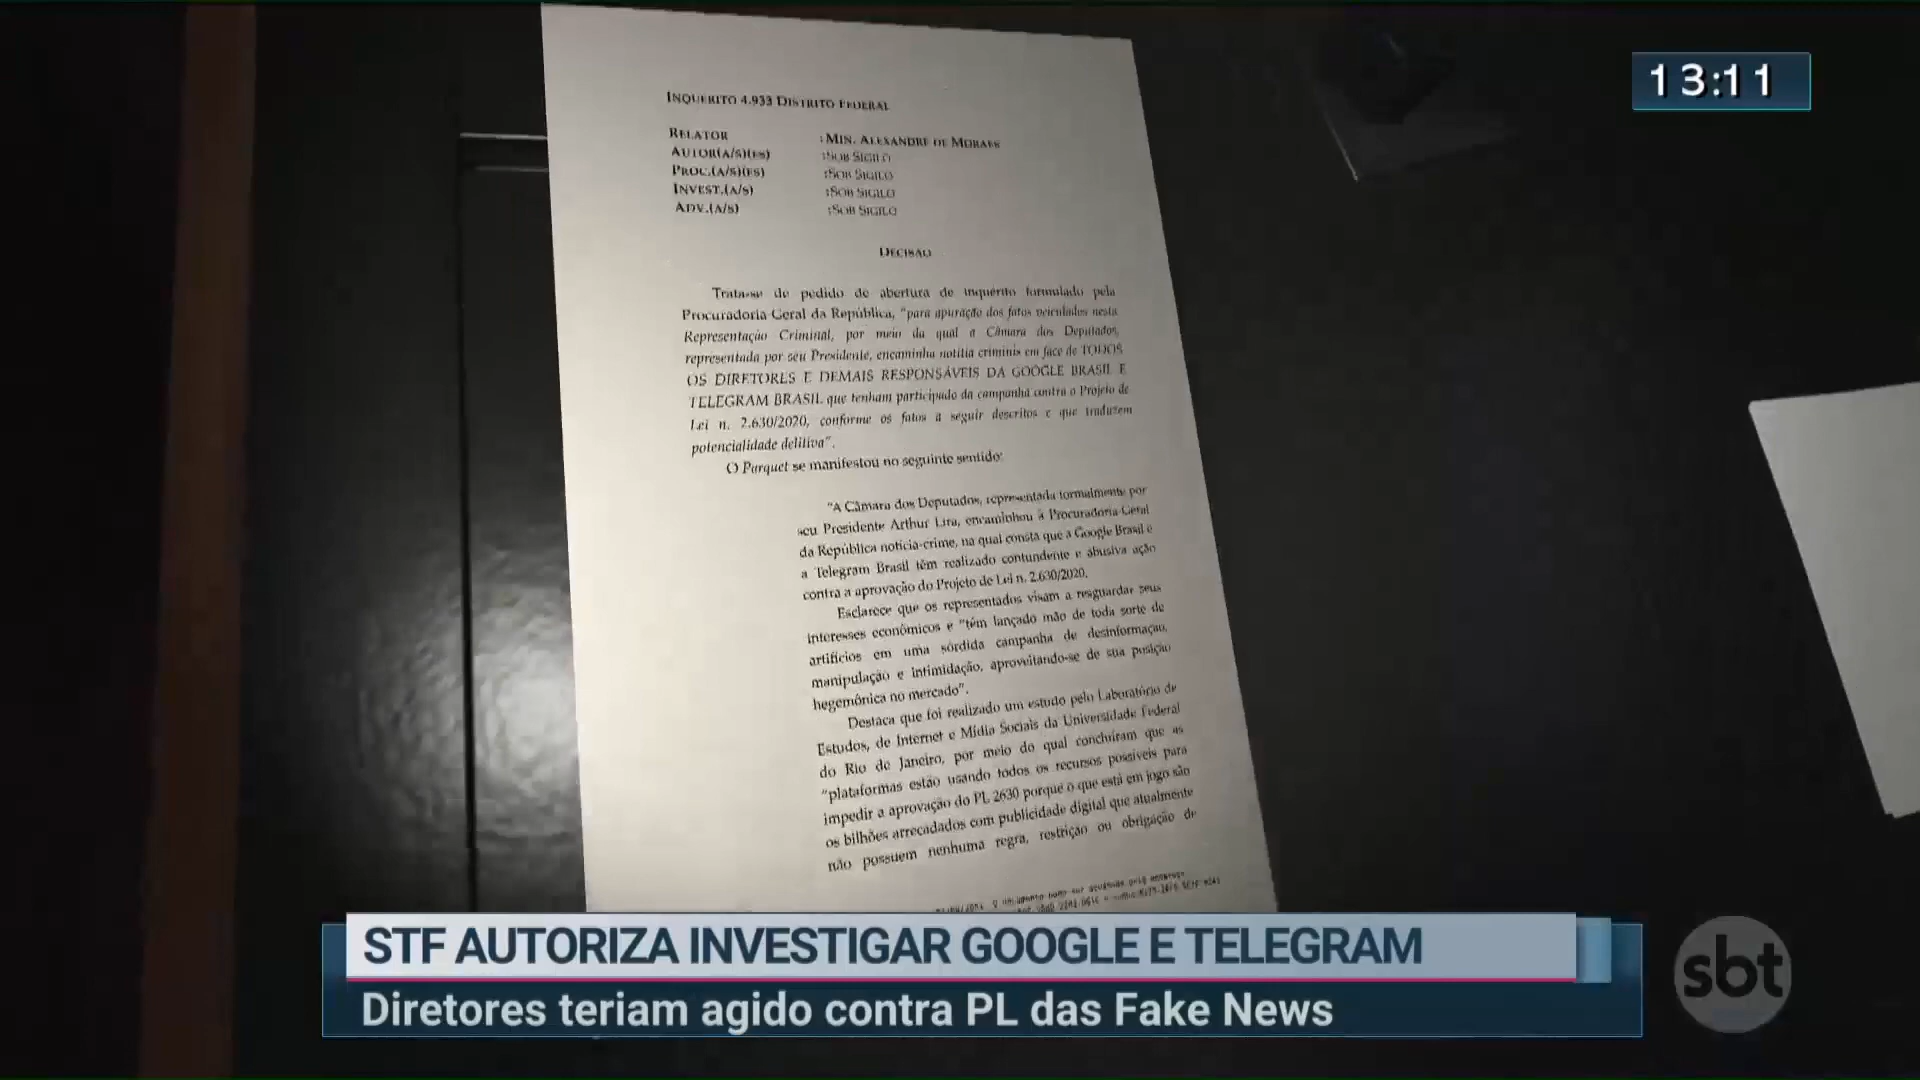 13:11
INQUÉRITO 4.933 DISTRITO FEDERAL
RELATOR : MIN. ALEXANDRE DE MORAES
AUTOR(A/S)(ES) :SOB SIGILO
PROC.(A/S)(ES) :SOB SIGILO
INVEST.(A/S) :SOB SIGILO
ADV.(A/S) :SOB SIGILO
DECISÃO
Trata-se de pedido de abertura de inquérito formulado pela
Procuradoria-Geral da República, “para apuração dos fatos veiculados nesta
Representação Criminal, por meio da qual a Câmara dos Deputados,
representada por seu Presidente, encaminha notitia criminis em face de TODOS
OS DIRETORES E DEMAIS RESPONSÁVEIS DA GOOGLE BRASIL E
TELEGRAM BRASIL que tenham participado da campanha contra o Projeto de
Lei n. 2.630/2020, conforme os fatos a seguir descritos e que traduzem
potencialidade delitiva”.
O Parquet se manifestou no seguinte sentido:
“A Câmara dos Deputados, representada formalmente por
seu Presidente Arthur Lira, encaminhou à Procuradoria-Geral
da República notícia-crime, na qual consta que a Google Brasil e
a Telegram Brasil têm realizado contundente e abusiva ação
contra a aprovação do Projeto de Lei n. 2.630/2020.
Esclarece que os representados visam a resguardar seus
interesses econômicos e “têm lançado mão de toda sorte de
artifícios em uma sórdida campanha de desinformação,
manipulação e intimidação, aproveitando-se de sua posição
hegemônica no mercado”.
Destaca que foi realizado um estudo pelo Laboratório de
Estudos, de Internet e Mídia Sociais da Universidade Federal
do Rio de Janeiro, por meio do qual concluíram que as
“plataformas estão usando todos os recursos possíveis para
impedir a aprovação do PL 2630 porque o que está em jogo são
os bilhões arrecadados com publicidade digital que atualmente
não possuem nenhuma regra, restrição ou obrigação de
STF AUTORIZA INVESTIGAR GOOGLE E TELEGRAM
Diretores teriam agido contra PL das Fake News
sbt